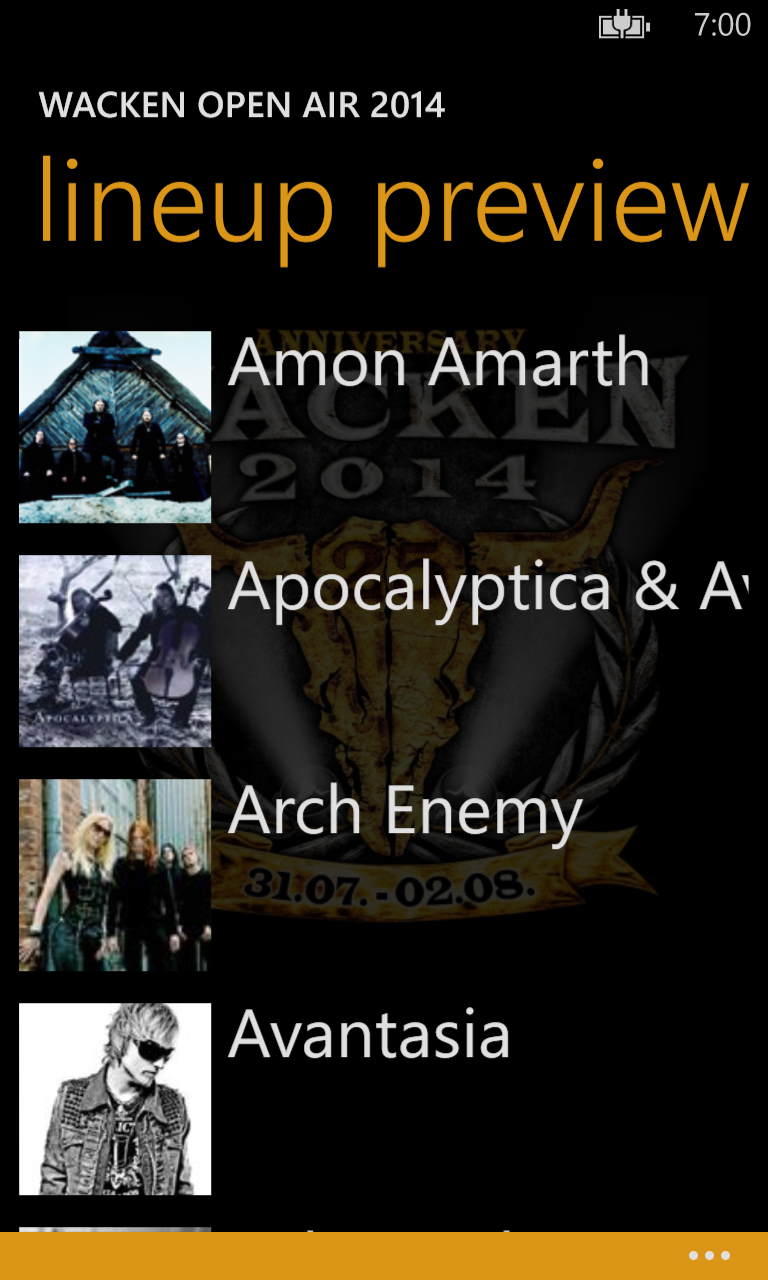 7:00
WACKEN OPEN AIR 2014
lineup preview
ANNIVERSARY
WACKEN
2014
25
Amon Amarth
Apocalyptica & Av
APOCALYPTICA
Arch Enemy
31.07.-02.08.
Avantasia